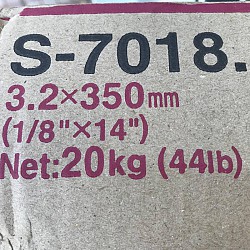 S-7018.
3.2×350mm
(1/8"×14")
Net:20kg (44lb)